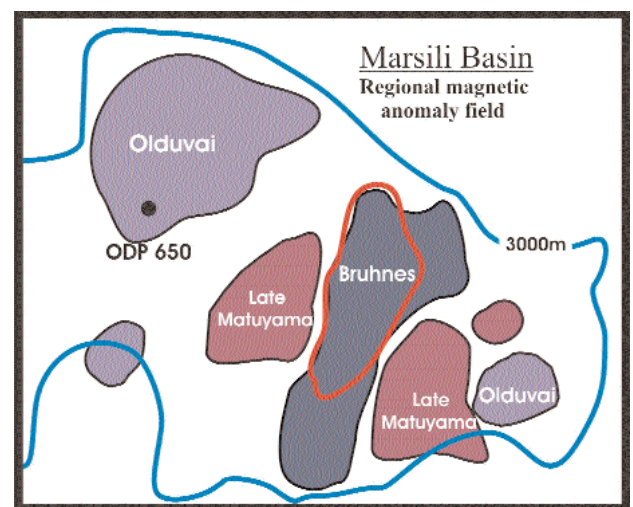 Marsili Basin
Regional magnetic
anomaly field
Olduvai
ODP 650
3000m
Bruhnes
Late
Matuyama
Late
Matuyama
Olduvai